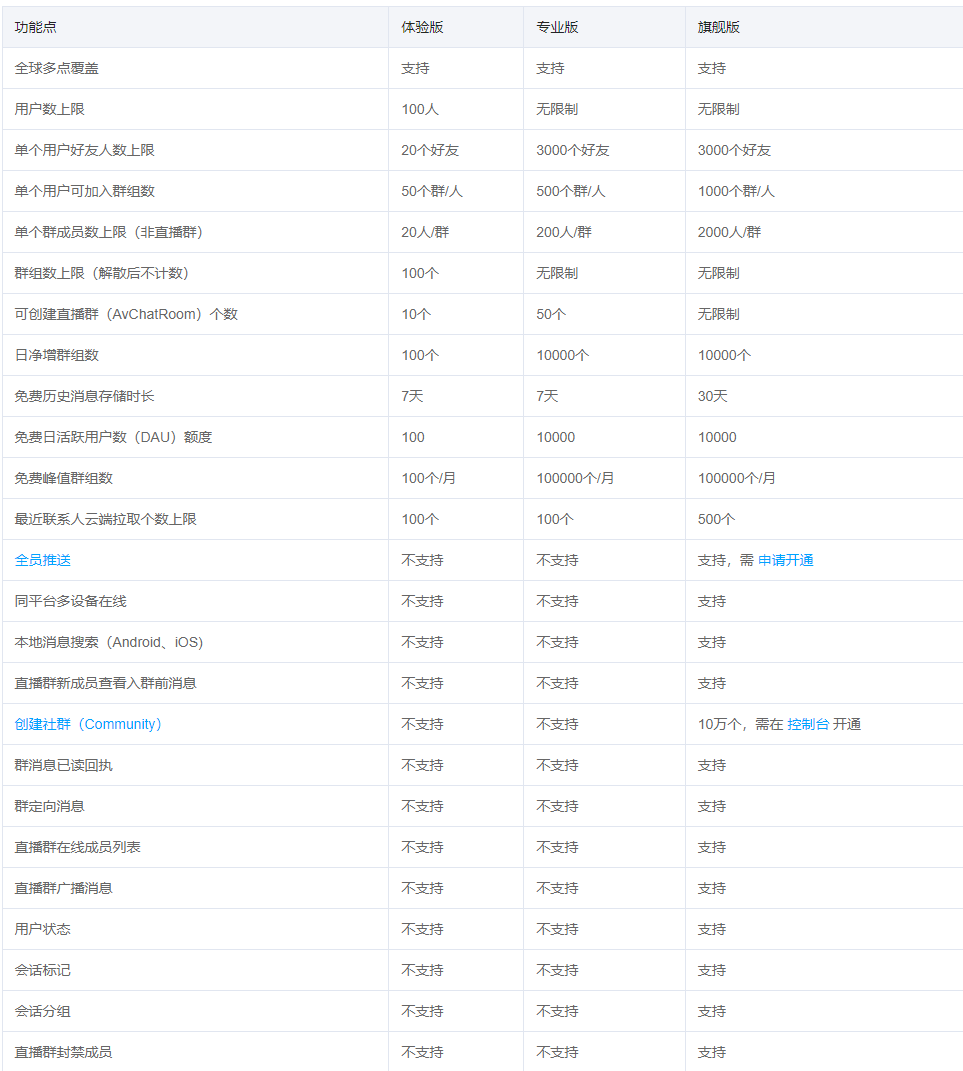 功能点 体验版 专业版 旗舰版
全球多点覆盖 支持 支持 支持
用户数上限 100人 无限制 无限制
单个用户好友人数上限 20个好友 3000个好友 3000个好友
单个用户可加入群组数 50个群/人 500个群/人 1000个群/人
单个群成员数上限（非直播群） 20人/群 200人/群 2000人/群
群组数上限（解散后不计数） 100个 无限制 无限制
可创建直播群（AvChatRoom）个数 10个 50个 无限制
日净增群组数 100个 10000个 10000个
免费历史消息存储时长 7天 7天 30天
免费日活跃用户数（DAU）额度 100 10000 10000
免费峰值群组数 100个/月 100000个/月 100000个/月
最近联系人云端拉取个数上限 100个 100个 500个
全员推送 不支持 不支持 支持，需 申请开通
同平台多设备在线 不支持 不支持 支持
本地消息搜索（Android、iOS) 不支持 不支持 支持
直播群新成员查看入群前消息 不支持 不支持 支持
创建社群（Community） 不支持 不支持 10万个，需在 控制台 开通
群消息已读回执 不支持 不支持 支持
群定向消息 不支持 不支持 支持
直播群在线成员列表 不支持 不支持 支持
直播群广播消息 不支持 不支持 支持
用户状态 不支持 不支持 支持
会话标记 不支持 不支持 支持
会话分组 不支持 不支持 支持
直播群封禁成员 不支持 不支持 支持